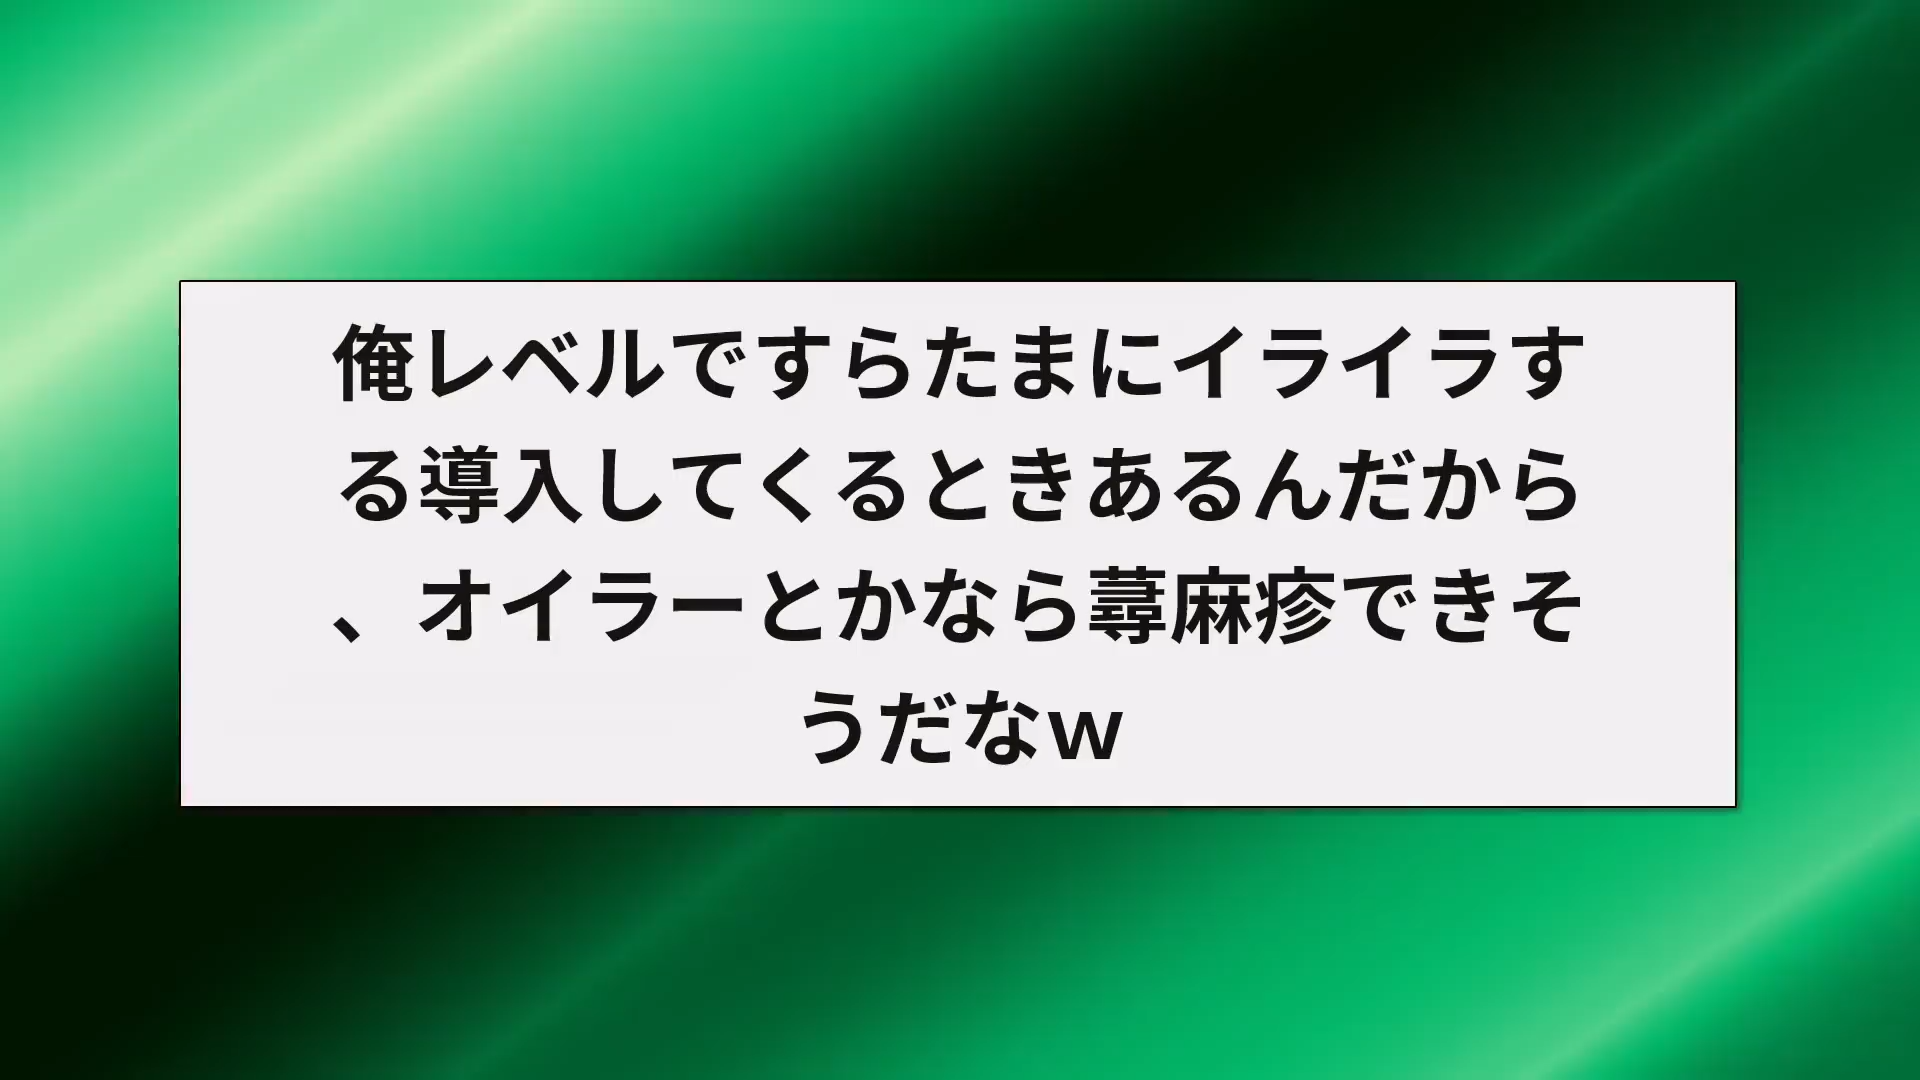 俺レベルですらたまにイライラす
る導入してくるときあるんだから
、オイラーとかなら蕁麻疹できそ
うだなw